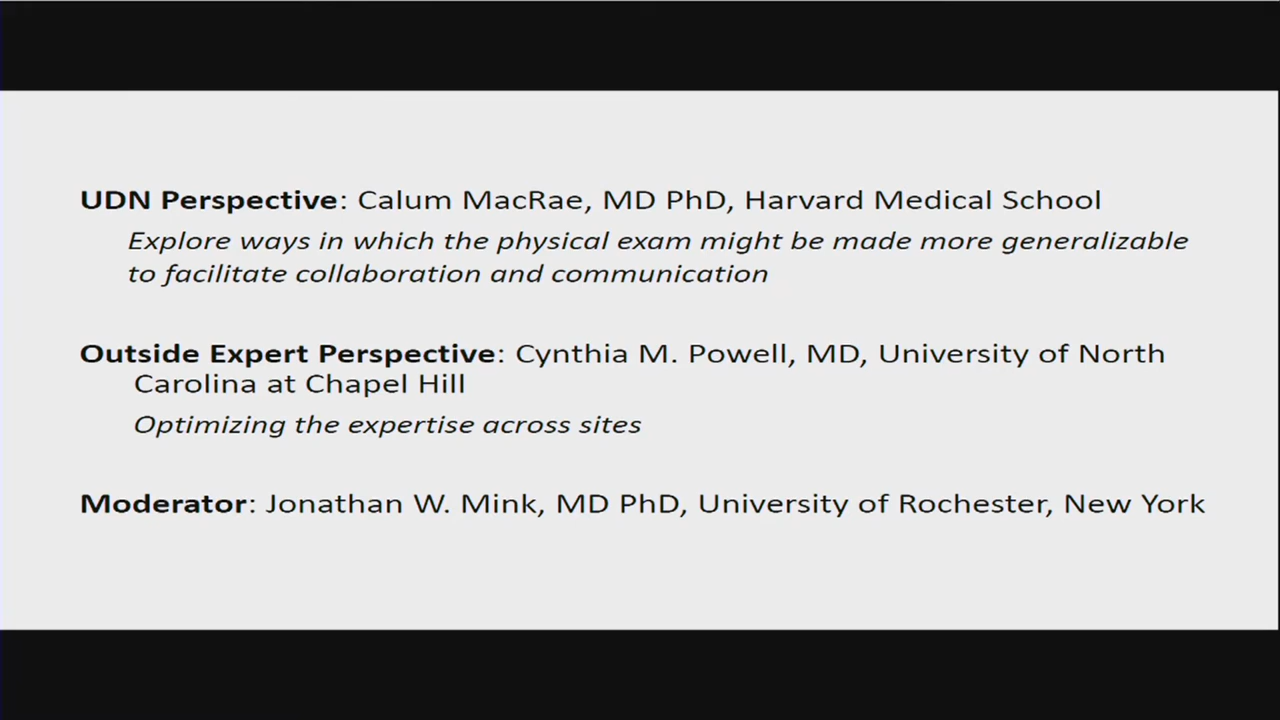 UDN Perspective: Calum MacRae, MD PhD, Harvard Medical School
Explore ways in which the physical exam might be made more generalizable
to facilitate collaboration and communication
Outside Expert Perspective: Cynthia M. Powell, MD, University of North
Carolina at Chapel Hill
Optimizing the expertise across sites
Moderator: Jonathan W. Mink, MD PhD, University of Rochester, New York